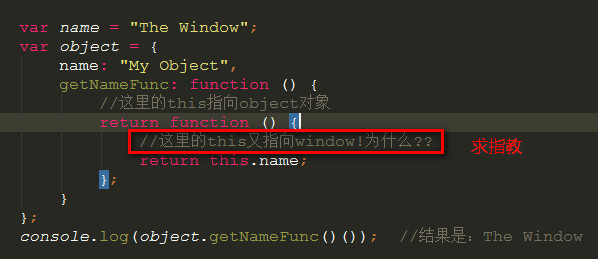 var name = "The Window";
var object = {
name: "My Object",
getNameFunc: function () {
//这里的this指向object对象
return function () {
//这里的this又指向window!为什么?? 求指教
return this.name;
};
}
};
console.log(object.getNameFunc()()); //结果是: The Window